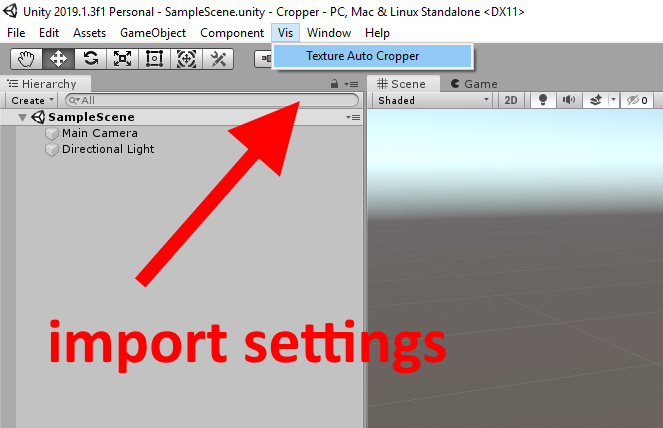 Unity 2019.1.3f1 Personal - SampleScene.unity - Cropper - PC, Mac & Linux Standalone <DX11>
File Edit Assets GameObject Component Vis Window Help
Texture Auto Cropper
Hierarchy
Scene Game
Create All
Shaded 2D 0
SampleScene
Main Camera
Directional Light
import settings